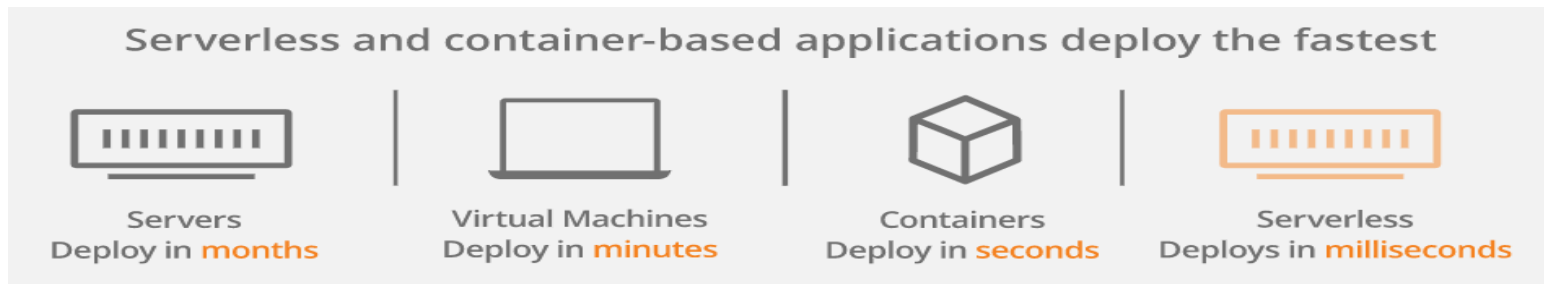 Serverless and container-based applications deploy the fastest
Servers
Deploy in months
Virtual Machines
Deploy in minutes
Containers
Deploy in seconds
Serverless
Deploys in milliseconds